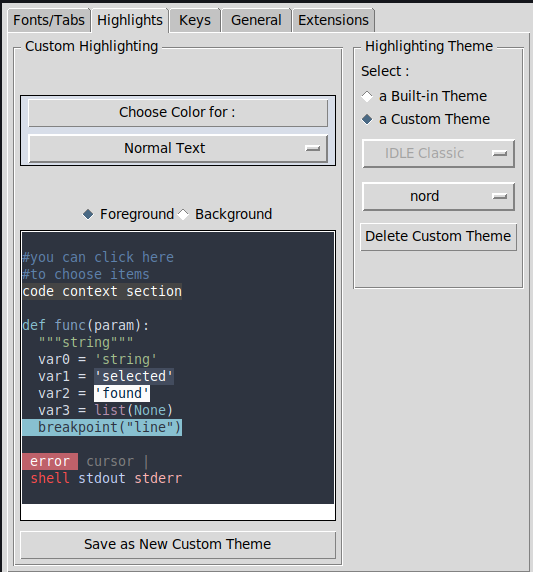 Fonts/Tabs Highlights Keys General Extensions
Custom Highlighting
Choose Color for :
Normal Text
Foreground Background
#you can click here
#to choose items
code context section
def func(param):
"""string"""
var0 = 'string'
var1 = 'selected'
var2 = 'found'
var3 = list(None)
breakpoint("line")
error cursor |
shell stdout stderr
Save as New Custom Theme
Highlighting Theme
Select :
a Built-in Theme
a Custom Theme
IDLE Classic
nord
Delete Custom Theme